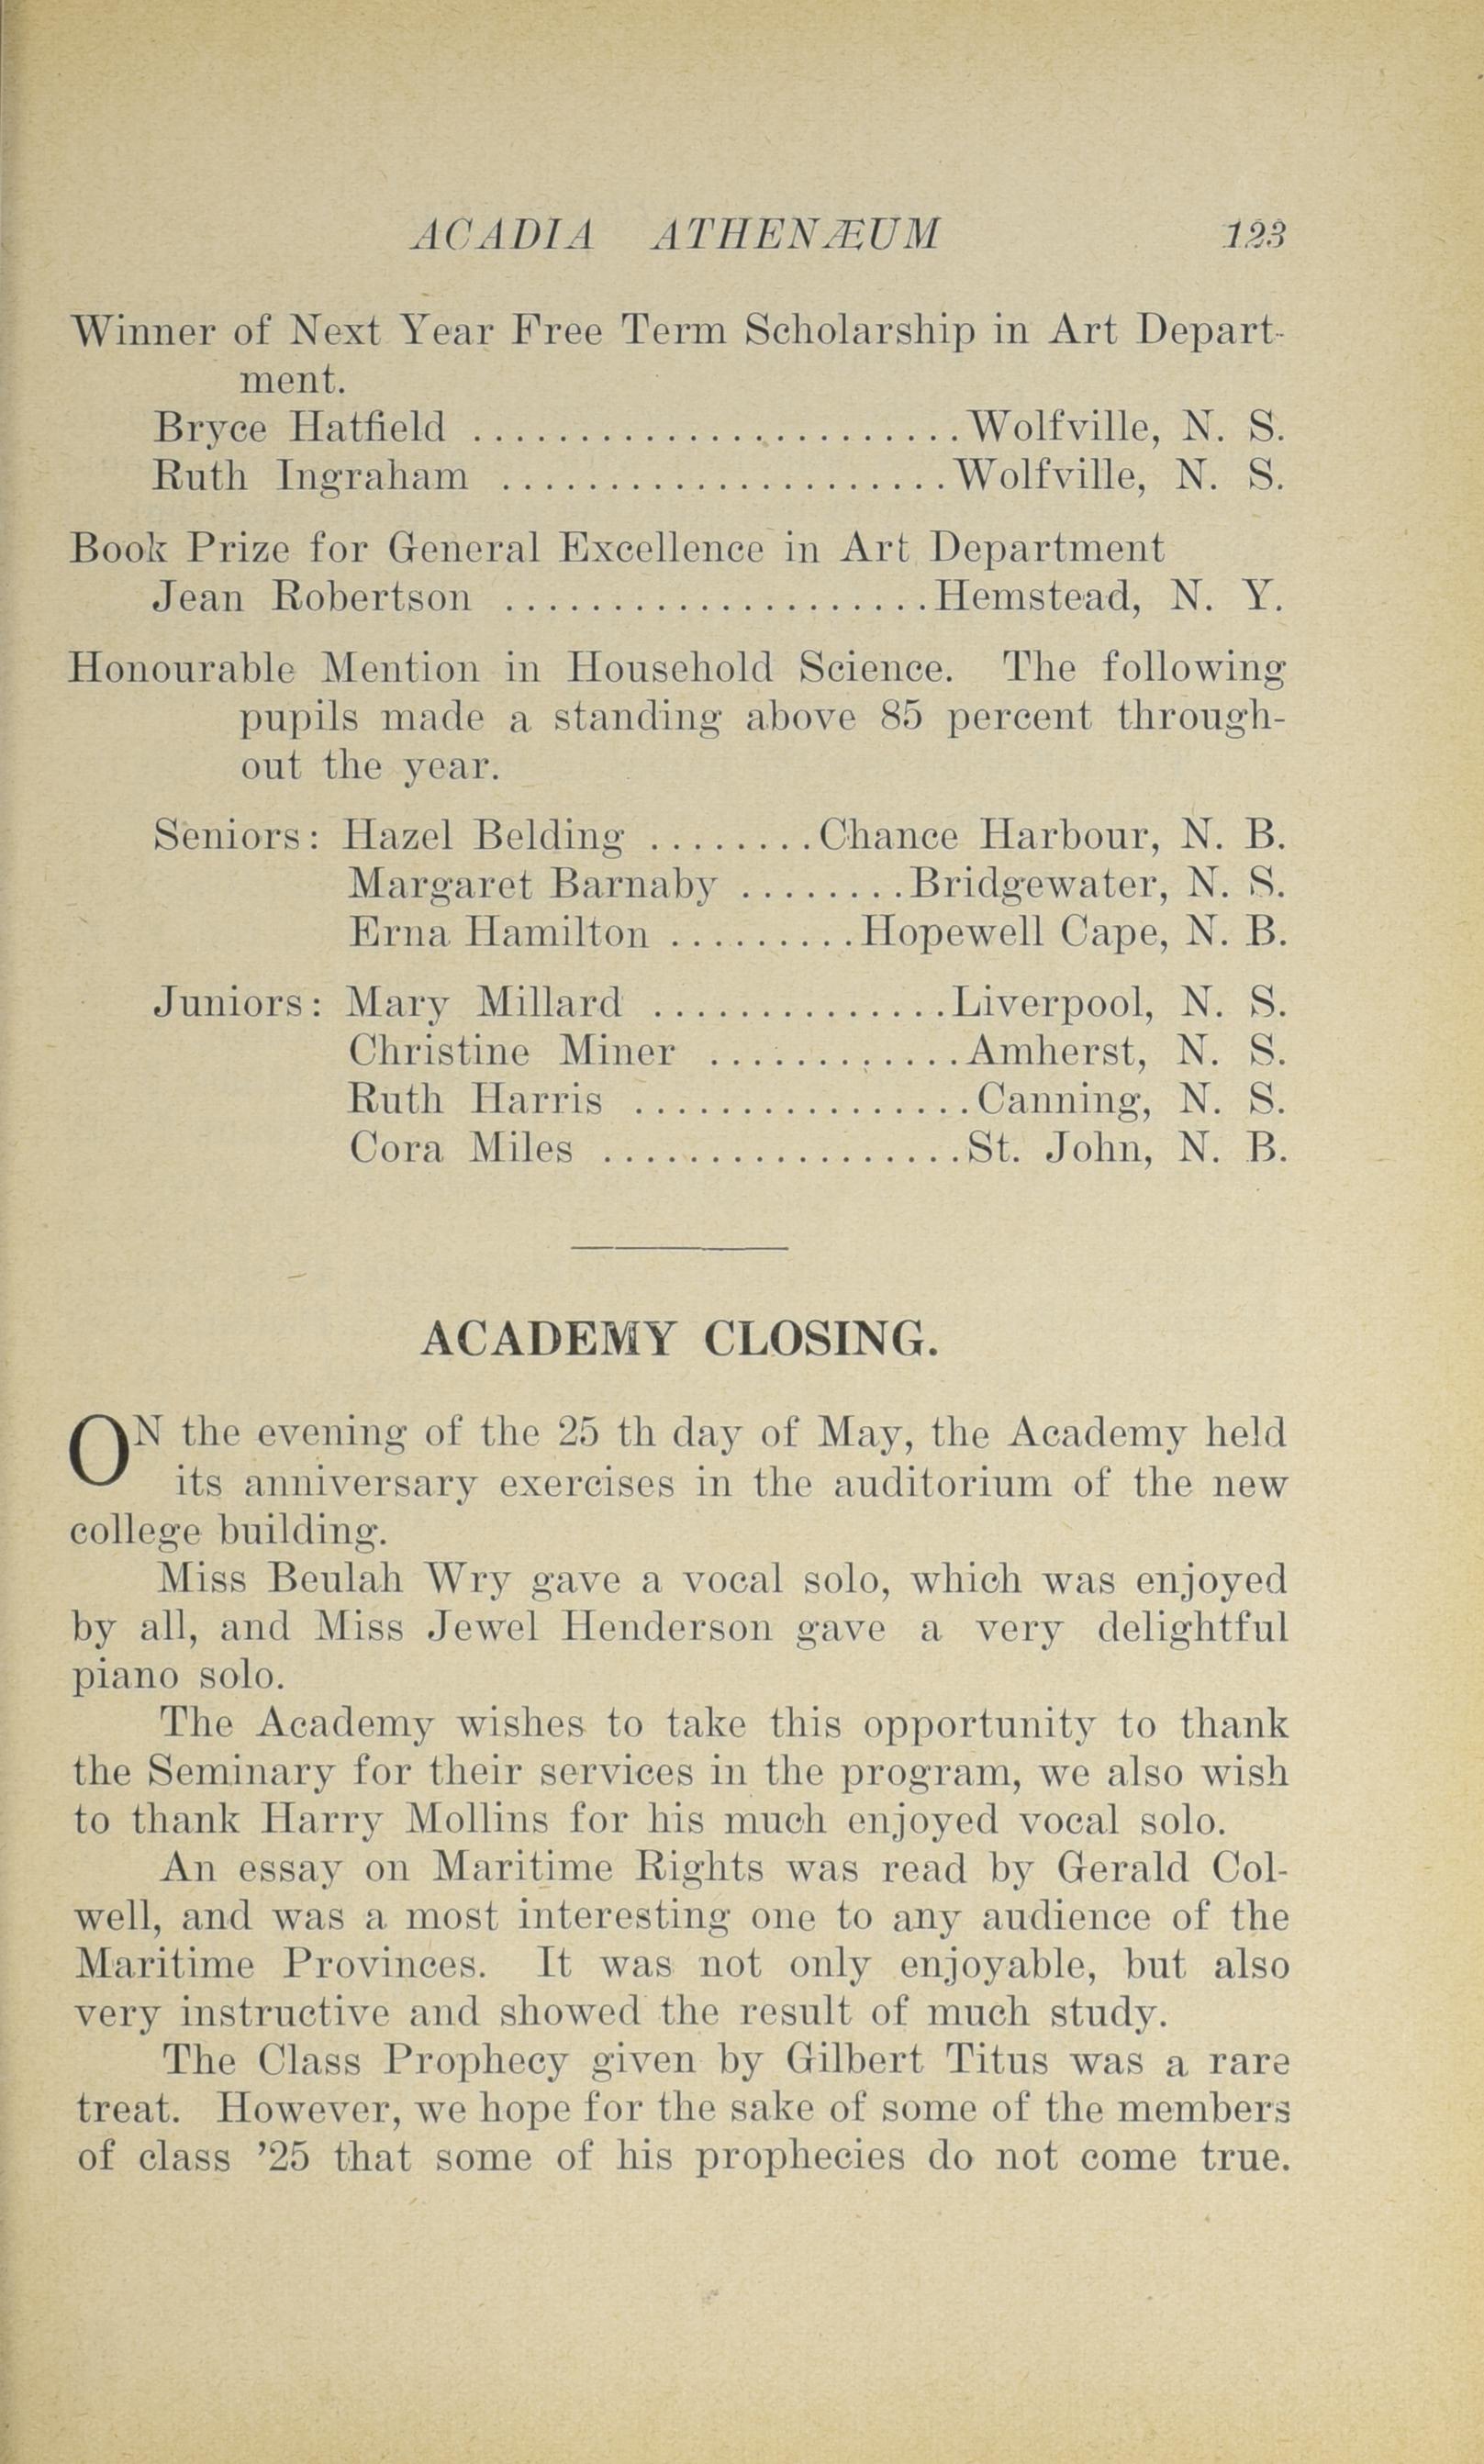 ACADIA ATHENÆUM 123
Winner of Next Year Free Term Scholarship in Art Depart-
ment.
Bryce Hatfield ....................... Wolfville, N. S.
Ruth Ingraham ..................... Wolfville, N. S.
Book Prize for General Excellence in Art Department
Jean Robertson .................... Hemstead, N. Y.
Honourable Mention in Household Science. The following
pupils made a standing above 85 percent through-
out the year.
Seniors: Hazel Belding ........ Chance Harbour, N. B.
Margaret Barnaby ........ Bridgewater, N. S.
Erna Hamilton ......... Hopewell Cape, N. B.
Juniors: Mary Millard .............. Liverpool, N. S.
Christine Miner ............ Amherst, N. S.
Ruth Harris ................ Canning, N. S.
Cora Miles ................. St. John, N. B.
ACADEMY CLOSING.
ON the evening of the 25 th day of May, the Academy held
its anniversary exercises in the auditorium of the new
college building.
Miss Beulah Wry gave a vocal solo, which was enjoyed
by all, and Miss Jewel Henderson gave a very delightful
piano solo.
The Academy wishes to take this opportunity to thank
the Seminary for their services in the program, we also wish
to thank Harry Mollins for his much enjoyed vocal solo.
An essay on Maritime Rights was read by Gerald Col-
well, and was a most interesting one to any audience of the
Maritime Provinces. It was not only enjoyable, but also
very instructive and showed the result of much study.
The Class Prophecy given by Gilbert Titus was a rare
treat. However, we hope for the sake of some of the members
of class ’25 that some of his prophecies do not come true.